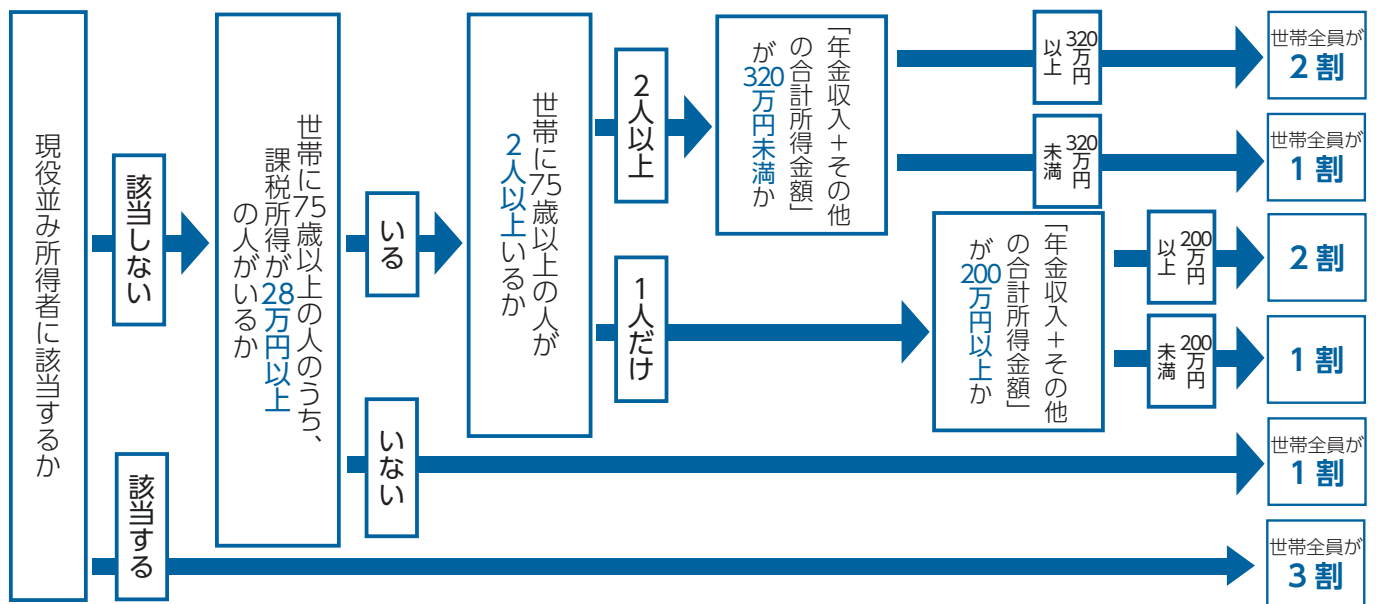 現役並み所得者に該当するか
該当しない
該当する
世帯に75歳以上の人のうち、
課税所得が28万円以上
の人がいるか
いる
いない
世帯に75歳以上の人が
2人以上いるか
2人以上
1人だけ
「年金収入+その他
の合計所得金額」
が320万円未満か
320万円
以上
世帯全員が
2割
320万円
未満
世帯全員が
1割
「年金収入+その他
の合計所得金額」
が200万円以上か
200万円
以上
2割
200万円
未満
1割
世帯全員が
1割
世帯全員が
3割